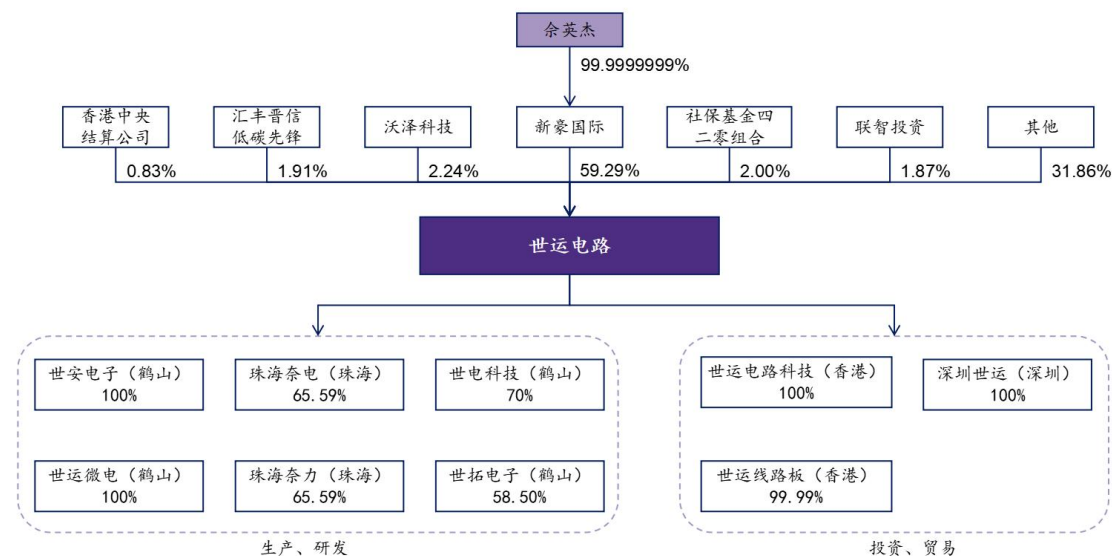 佘英杰
99.9999999%
香港中央
结算公司
汇丰晋信
低碳先锋
沃泽科技
新豪国际
社保基金四
二零组合
联智投资
其他
0.83%
1.91%
2.24%
59.29%
2.00%
1.87%
31.86%
世运电路
世安电子（鹤山）
100%
珠海奈电（珠海）
65.59%
世电科技（鹤山）
70%
世运微电（鹤山）
100%
珠海奈力（珠海）
65.59%
世拓电子（鹤山）
58.50%
生产、研发
世运电路科技（香港）
100%
深圳世运（深圳）
100%
世运线路板（香港）
99.99%
投资、贸易